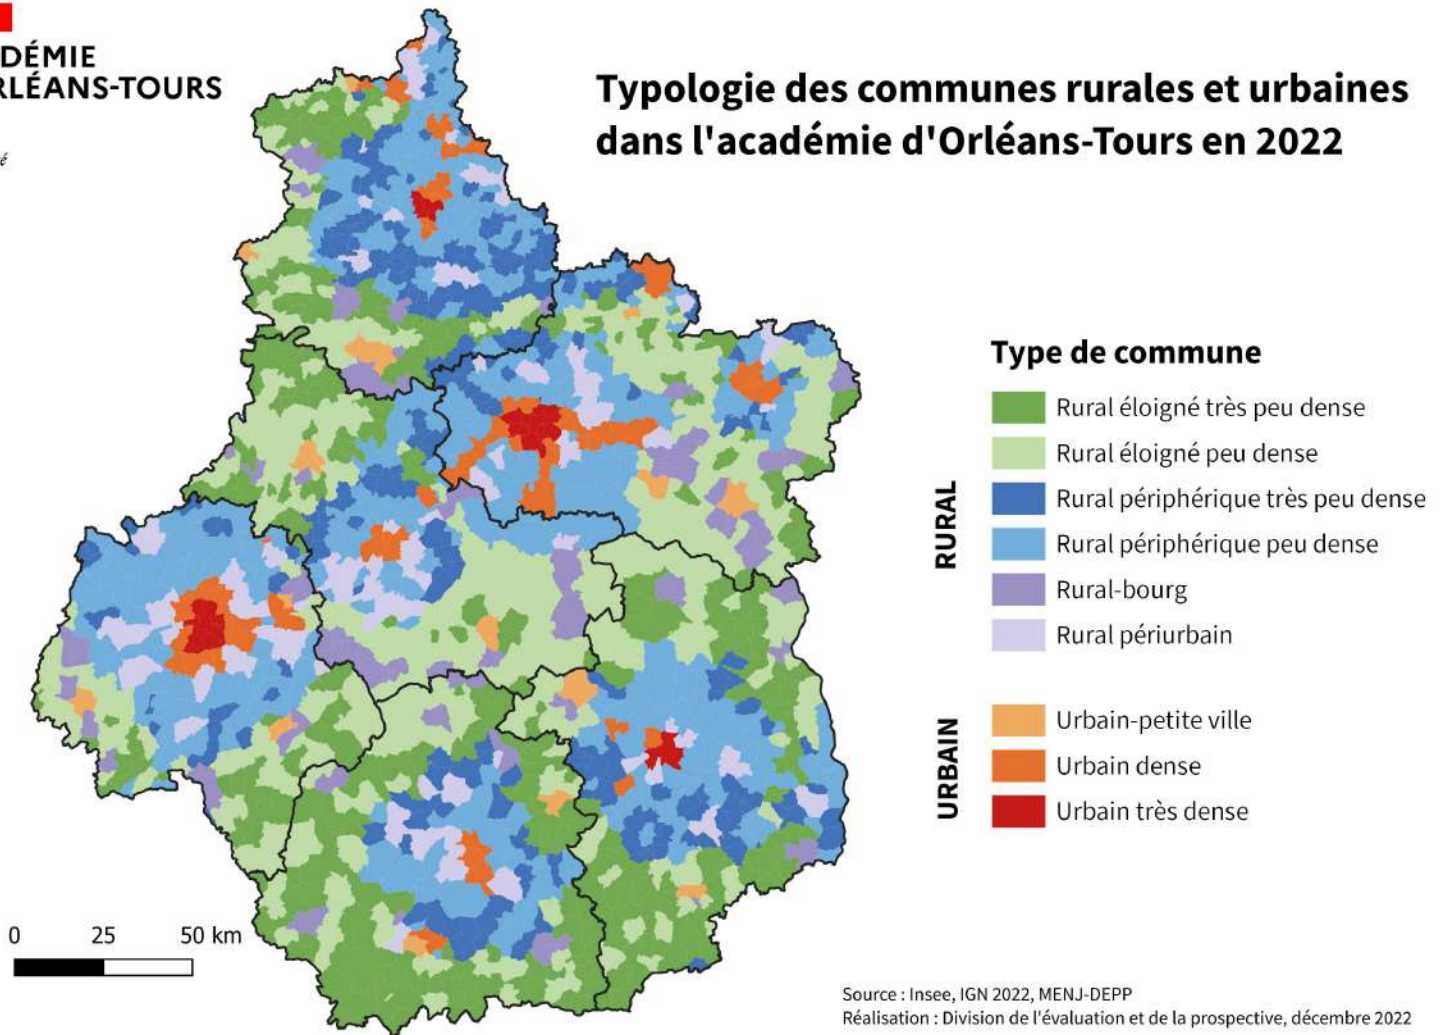 DÉMIE
RLÉANS-TOURS
é
Typologie des communes rurales et urbaines
dans l'académie d'Orléans-Tours en 2022
Type de commune
RURAL
Rural éloigné très peu dense
Rural éloigné peu dense
Rural périphérique très peu dense
Rural périphérique peu dense
Rural-bourg
Rural périurbain
URBAIN
Urbain-petite ville
Urbain dense
Urbain très dense
0 25 50 km
Source : Insee, IGN 2022, MENJ-DEPP
Réalisation : Division de l'évaluation et de la prospective, décembre 2022